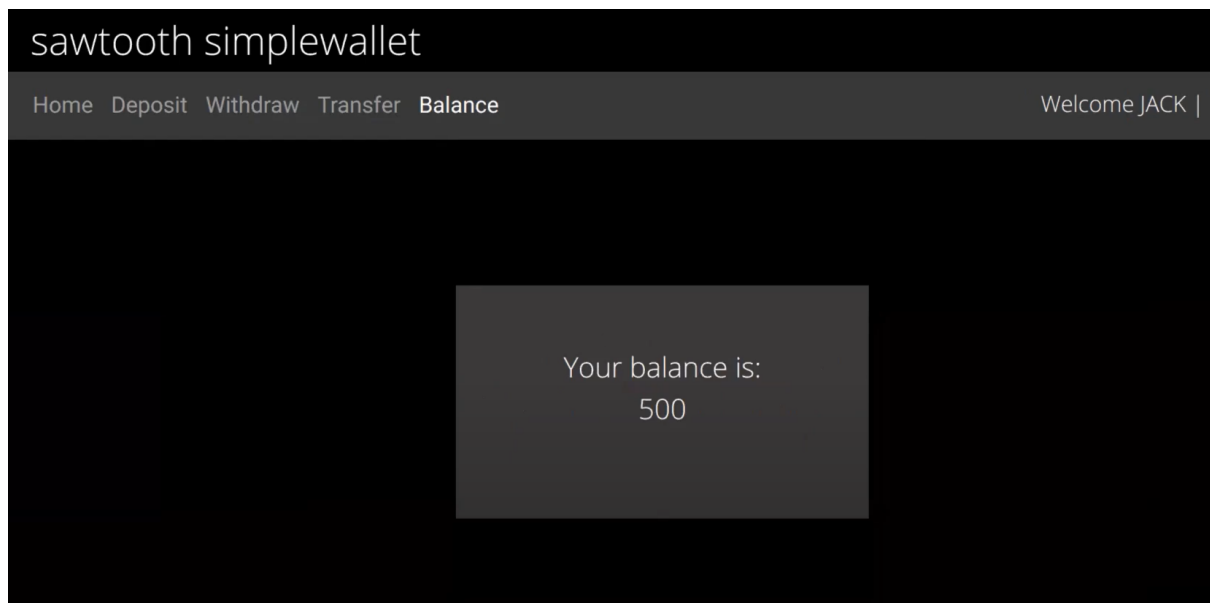 sawtooth simplewallet
Home Deposit Withdraw Transfer Balance Welcome JACK |
Your balance is:
500